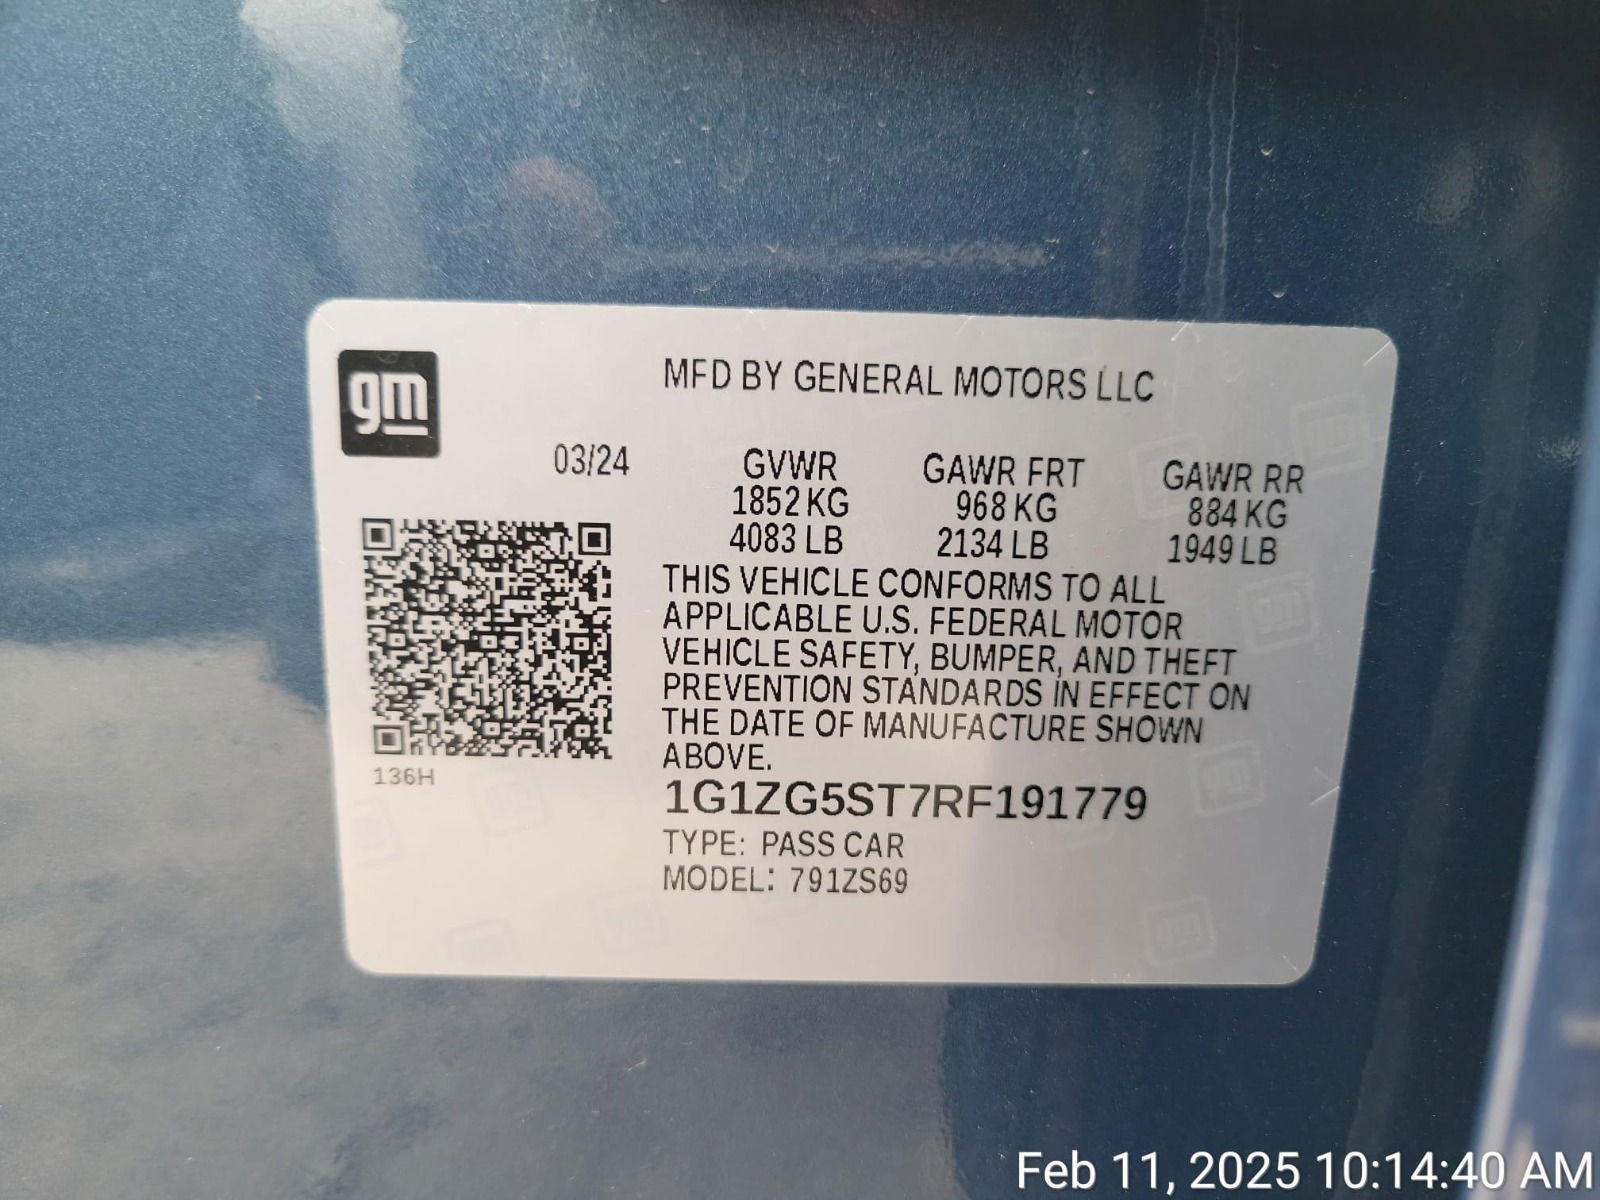 gm
MFD BY GENERAL MOTORS LLC
03/24
GVWR GAWR FRT GAWR RR
1852 KG 968 KG 884 KG
4083 LB 2134 LB 1949 LB
THIS VEHICLE CONFORMS TO ALL
APPLICABLE U.S. FEDERAL MOTOR
VEHICLE SAFETY, BUMPER, AND THEFT
PREVENTION STANDARDS IN EFFECT ON
THE DATE OF MANUFACTURE SHOWN
ABOVE.
136H
1G1ZG5ST7RF191779
TYPE: PASS CAR
MODEL: 791ZS69
Feb 11, 2025 10:14:40 AM